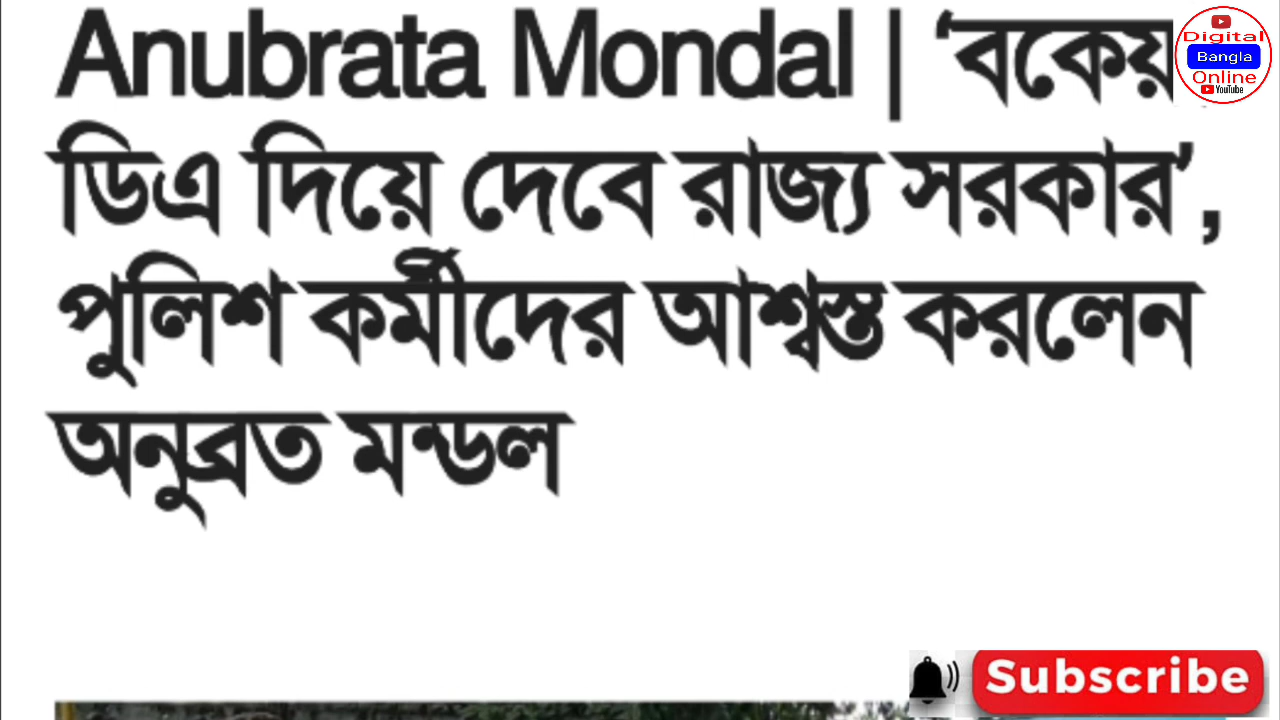 Anubrata Mondal | ‘বকেয়
ডিএ দিয়ে দেবে রাজ্য সরকার’,
পুলিশ কর্মীদের আশ্বস্ত করলেন
অনুব্রত মন্ডল
Digital
Bangla
Online
YouTube
Subscribe